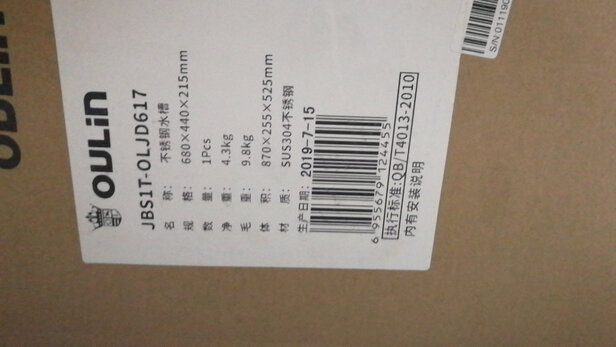 OULin
OULin
JBS1T-OLJD617
名 称: 不锈钢水槽
规 格: 680×440×215mm
数 量: 1Pcs
净 重: 4.3kg
毛 重: 9.8kg
体 积: 870×255×525mm
材 质: SUS304不锈钢
生产日期: 2019-7-15
6 955679 124455
执行标准:QB/T4013-2010
内有安装说明